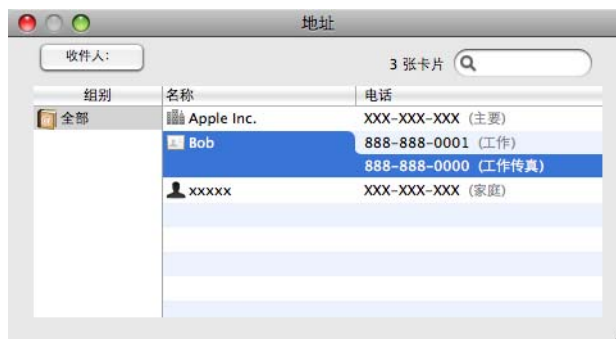 地址
收件人:
3 张卡片
组别 名称 电话
全部 Apple Inc. XXX-XXX-XXX (主要)
Bob 888-888-0001 (工作)
888-888-0000 (工作传真)
xxxxx XXX-XXX-XXX (家庭)